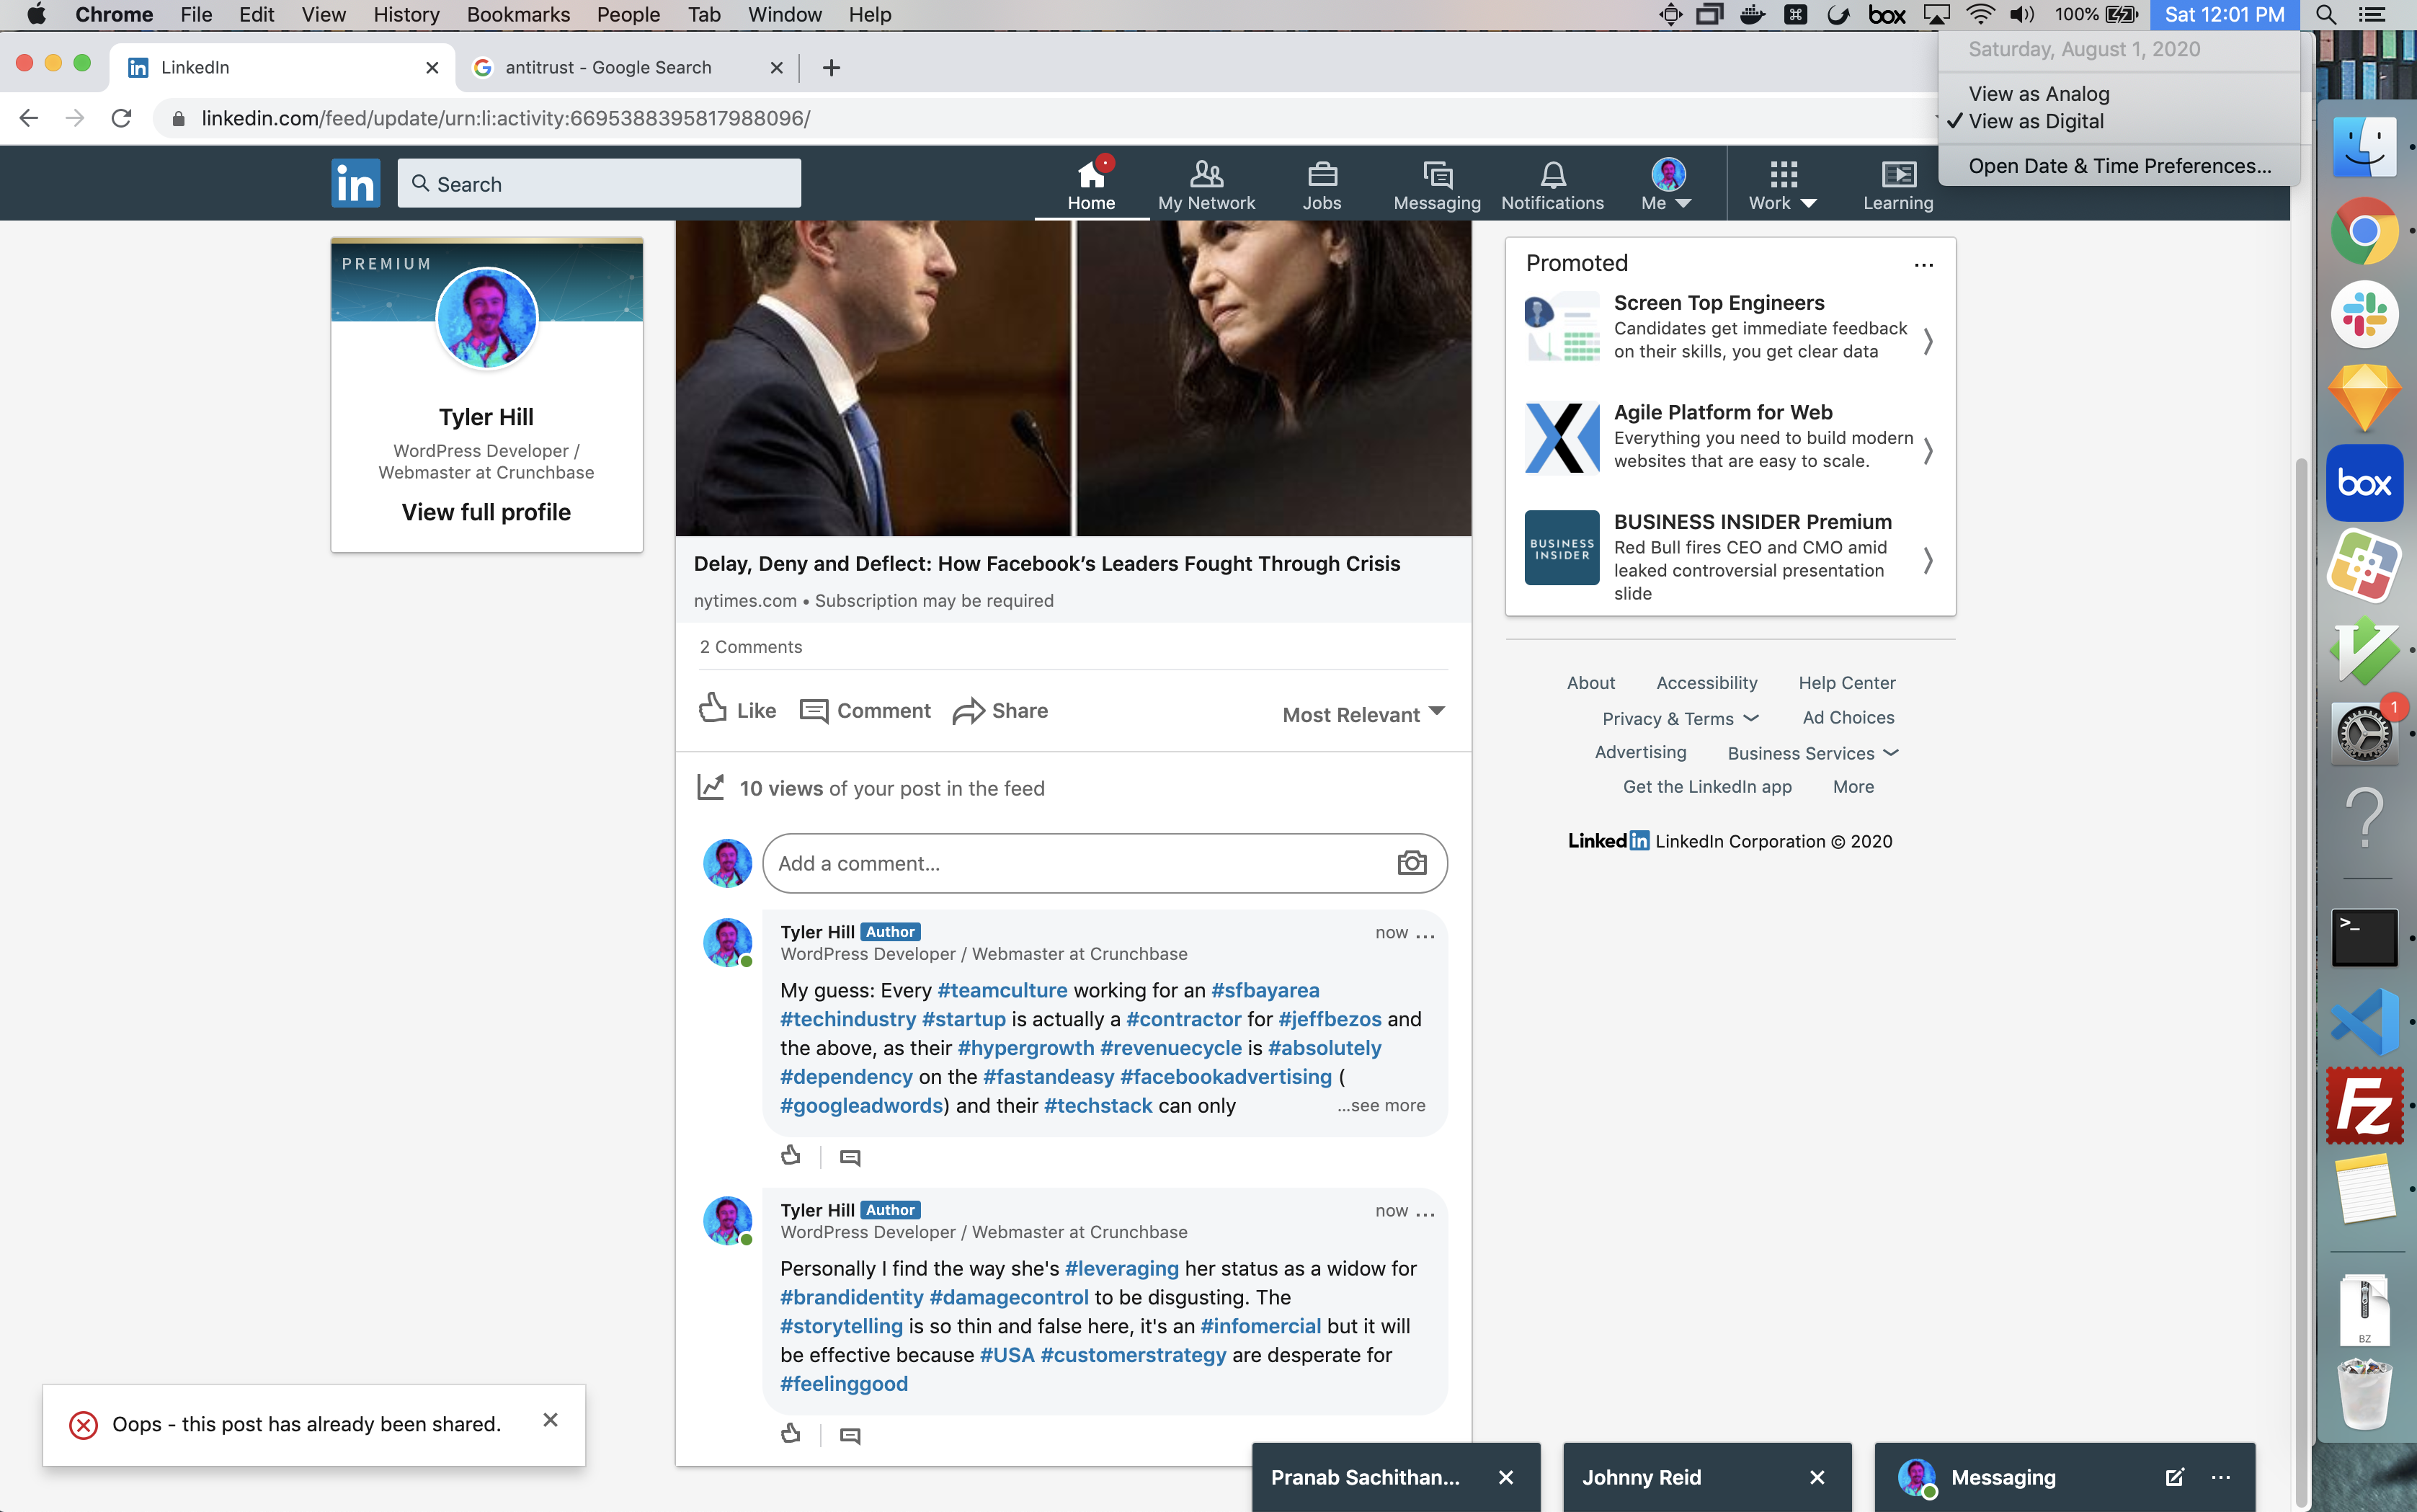 Chrome File Edit View History Bookmarks People Tab Window Help
box 100% Sat 12:01 PM
LinkedIn
antitrust - Google Search
Saturday, August 1, 2020
View as Analog
✓ View as Digital
Open Date & Time Preferences...
linkedin.com/feed/update/urn:li:activity:6695388395817988096/
in
Search
Home
My Network
Jobs
Messaging
Notifications
Me
Work
Learning
PREMIUM
Tyler Hill
WordPress Developer /
Webmaster at Crunchbase
View full profile
Delay, Deny and Deflect: How Facebook’s Leaders Fought Through Crisis
nytimes.com • Subscription may be required
2 Comments
Like Comment Share
Most Relevant
10 views of your post in the feed
Add a comment...
Tyler Hill Author
now ...
WordPress Developer / Webmaster at Crunchbase
My guess: Every #teamculture working for an #sfbayarea
#techindustry #startup is actually a #contractor for #jeffbezos and
the above, as their #hypergrowth #revenuecycle is #absolutely
#dependency on the #fastandeasy #facebookadvertising (
#googleadwords) and their #techstack can only
...see more
Tyler Hill Author
now ...
WordPress Developer / Webmaster at Crunchbase
Personally I find the way she's #leveraging her status as a widow for
#brandidentity #damagecontrol to be disgusting. The
#storytelling is so thin and false here, it's an #infomercial but it will
be effective because #USA #customerstrategy are desperate for
#feelinggood
Promoted
...
Screen Top Engineers
Candidates get immediate feedback
on their skills, you get clear data
Agile Platform for Web
Everything you need to build modern
websites that are easy to scale.
BUSINESS
INSIDER
BUSINESS INSIDER Premium
Red Bull fires CEO and CMO amid
leaked controversial presentation
slide
About Accessibility Help Center
Privacy & Terms Ad Choices
Advertising Business Services
Get the LinkedIn app More
LinkedIn LinkedIn Corporation © 2020
Oops - this post has already been shared.
Pranab Sachithan...
Johnny Reid
Messaging
...
box
1
?
>_
Fz
BZ